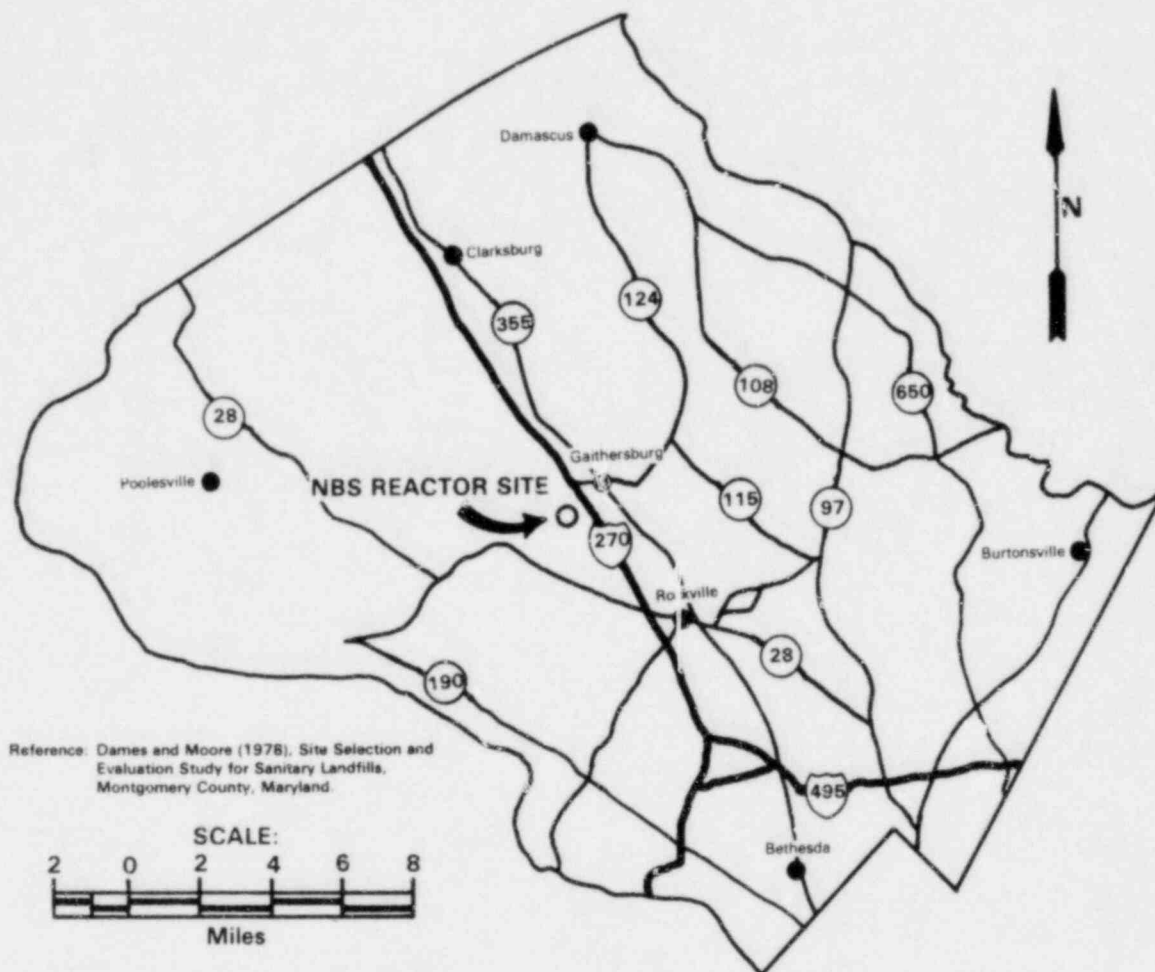 Damascus
N
Clarksburg
124
355
108
650
28
Gaithersburg
Poolesville
NBS REACTOR SITE
115
97
270
Burtonsville
Rockville
28
190
Reference: Dames and Moore (1978), Site Selection and
Evaluation Study for Sanitary Landfills,
Montgomery County, Maryland.
495
SCALE:
2 0 2 4 6 8
Miles
Bethesda